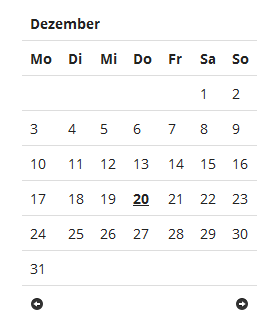 Dezember
Mo Di Mi Do Fr Sa So
1 2
3 4 5 6 7 8 9
10 11 12 13 14 15 16
17 18 19 20 21 22 23
24 25 26 27 28 29 30
31